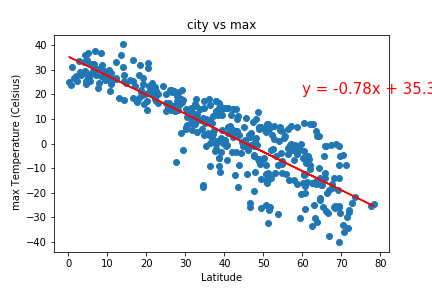 city vs max
y = -0.78x + 35.3
max Temperature (Celsius)
40
30
20
10
0
−10
−20
−30
−40
0 10 20 30 40 50 60 70 80
Latitude